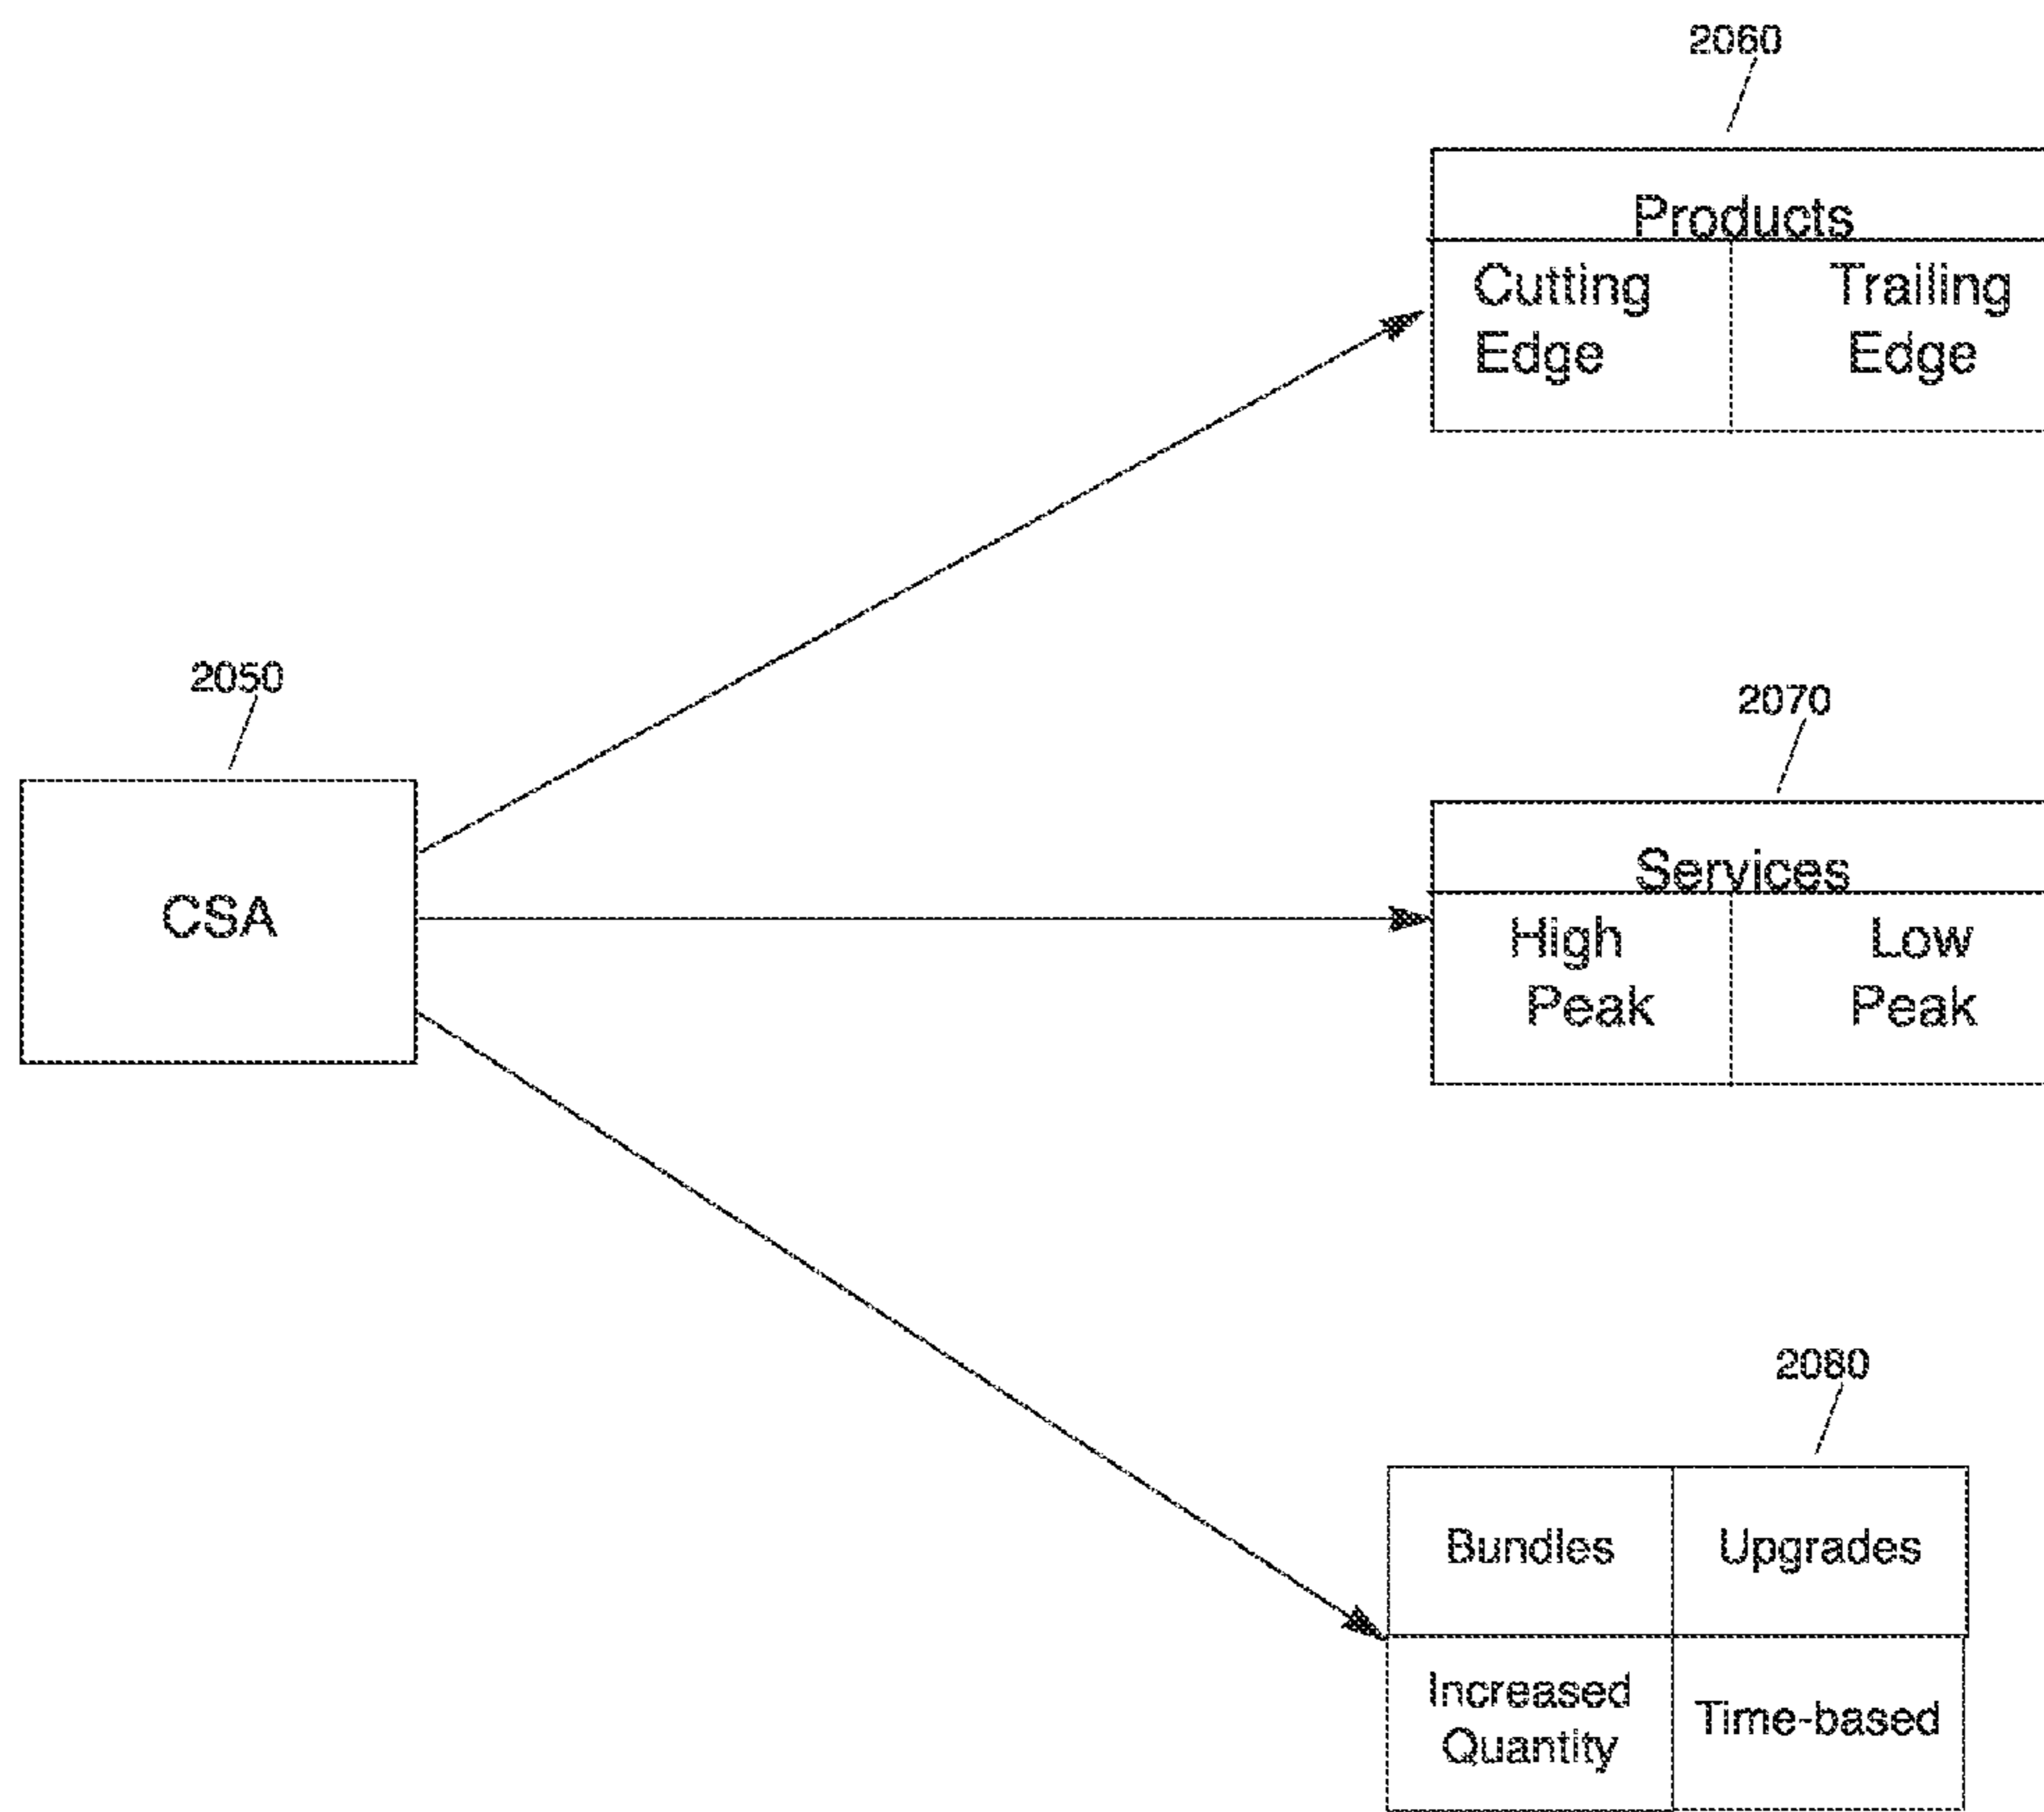 2060
Products
Cutting Edge
Trailing Edge
2050
CSA
2070
Services
High Peak
Low Peak
2080
Bundles
Upgrades
Increased
Quantity
Time-based